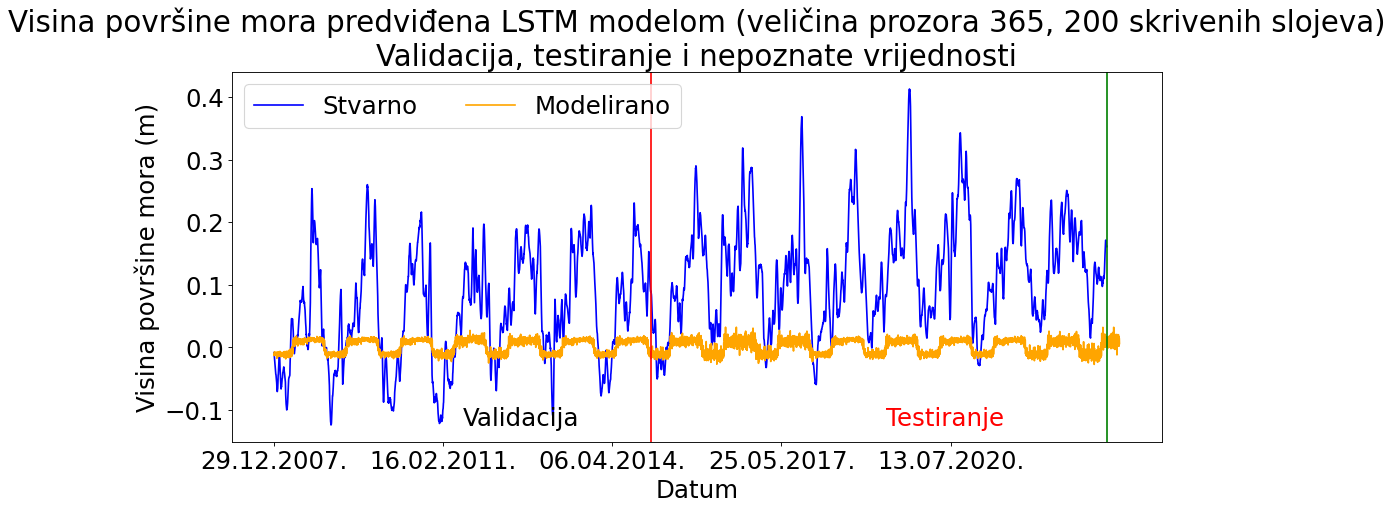 Visina površine mora predviđena LSTM modelom (veličina prozora 365, 200 skrivenih slojeva)
Validacija, testiranje i nepoznate vrijednosti
Stvarno
Modelirano
Visina površine mora (m)
0.4
0.3
0.2
0.1
0.0
−0.1
Validacija
Testiranje
29.12.2007.
16.02.2011.
06.04.2014.
25.05.2017.
13.07.2020.
Datum